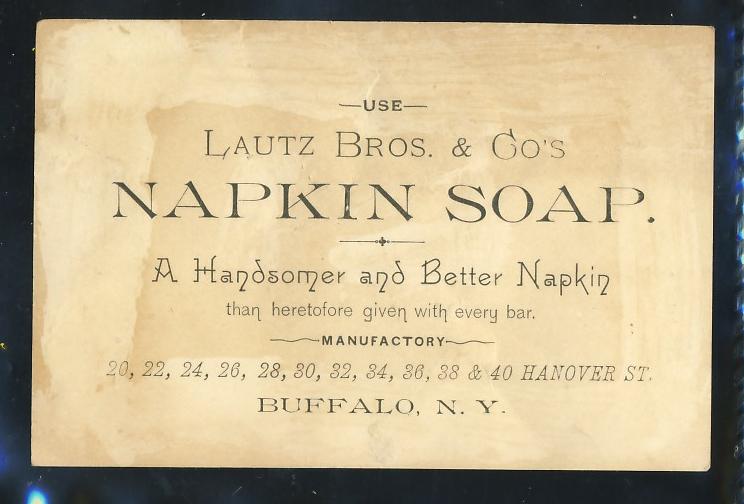 —USE—
LAUTZ BROS. & CO'S
NAPKIN SOAP.
A Handsomer and Better Napkin
than heretofore given with every bar.
MANUFACTORY
20, 22, 24, 26, 28, 30, 32, 34, 36, 38 & 40 HANOVER ST.
BUFFALO, N. Y.